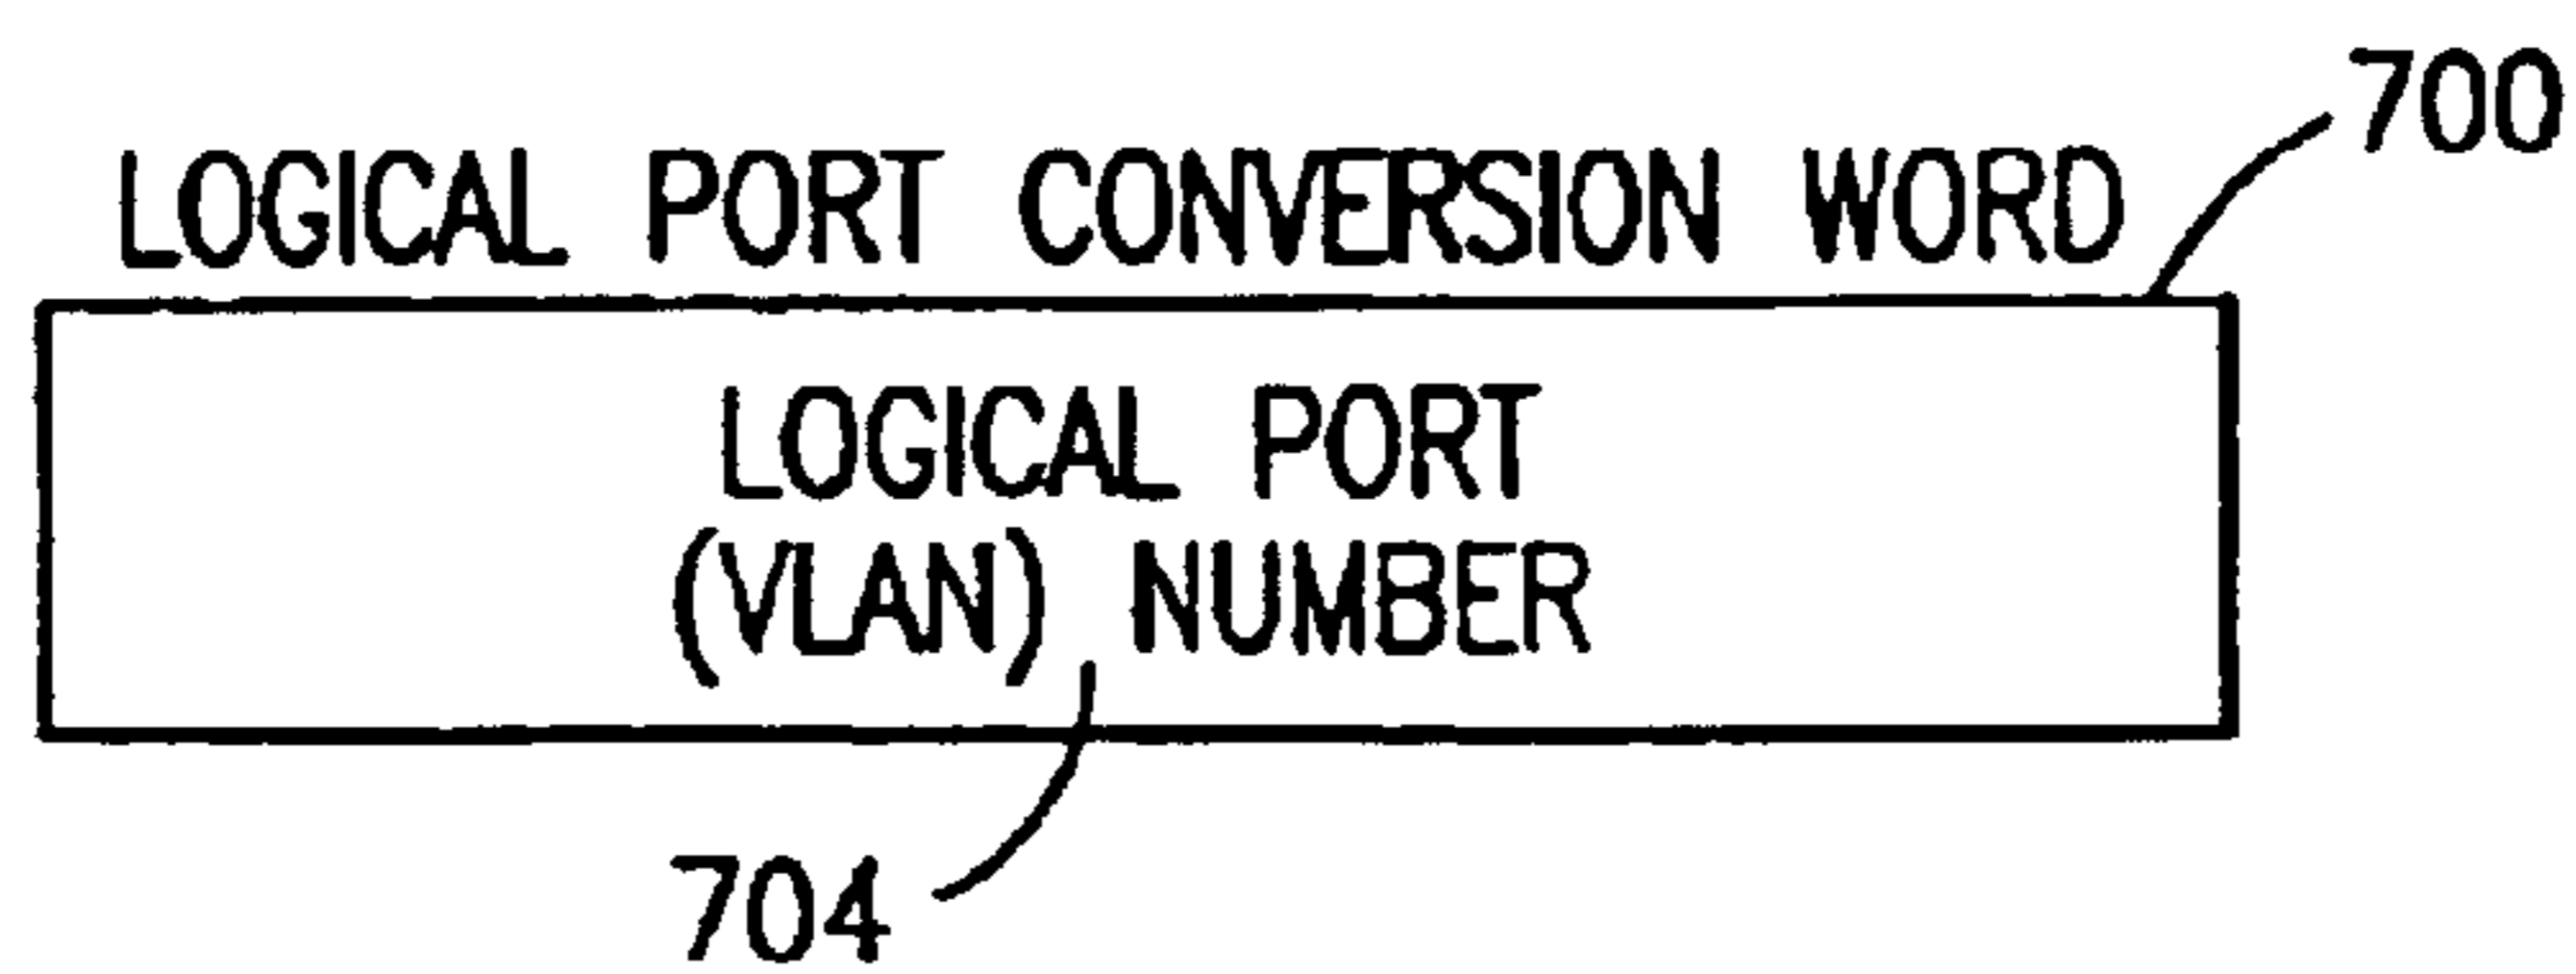 700
LOGICAL PORT CONVERSION WORD
LOGICAL PORT
(VLAN) NUMBER
704